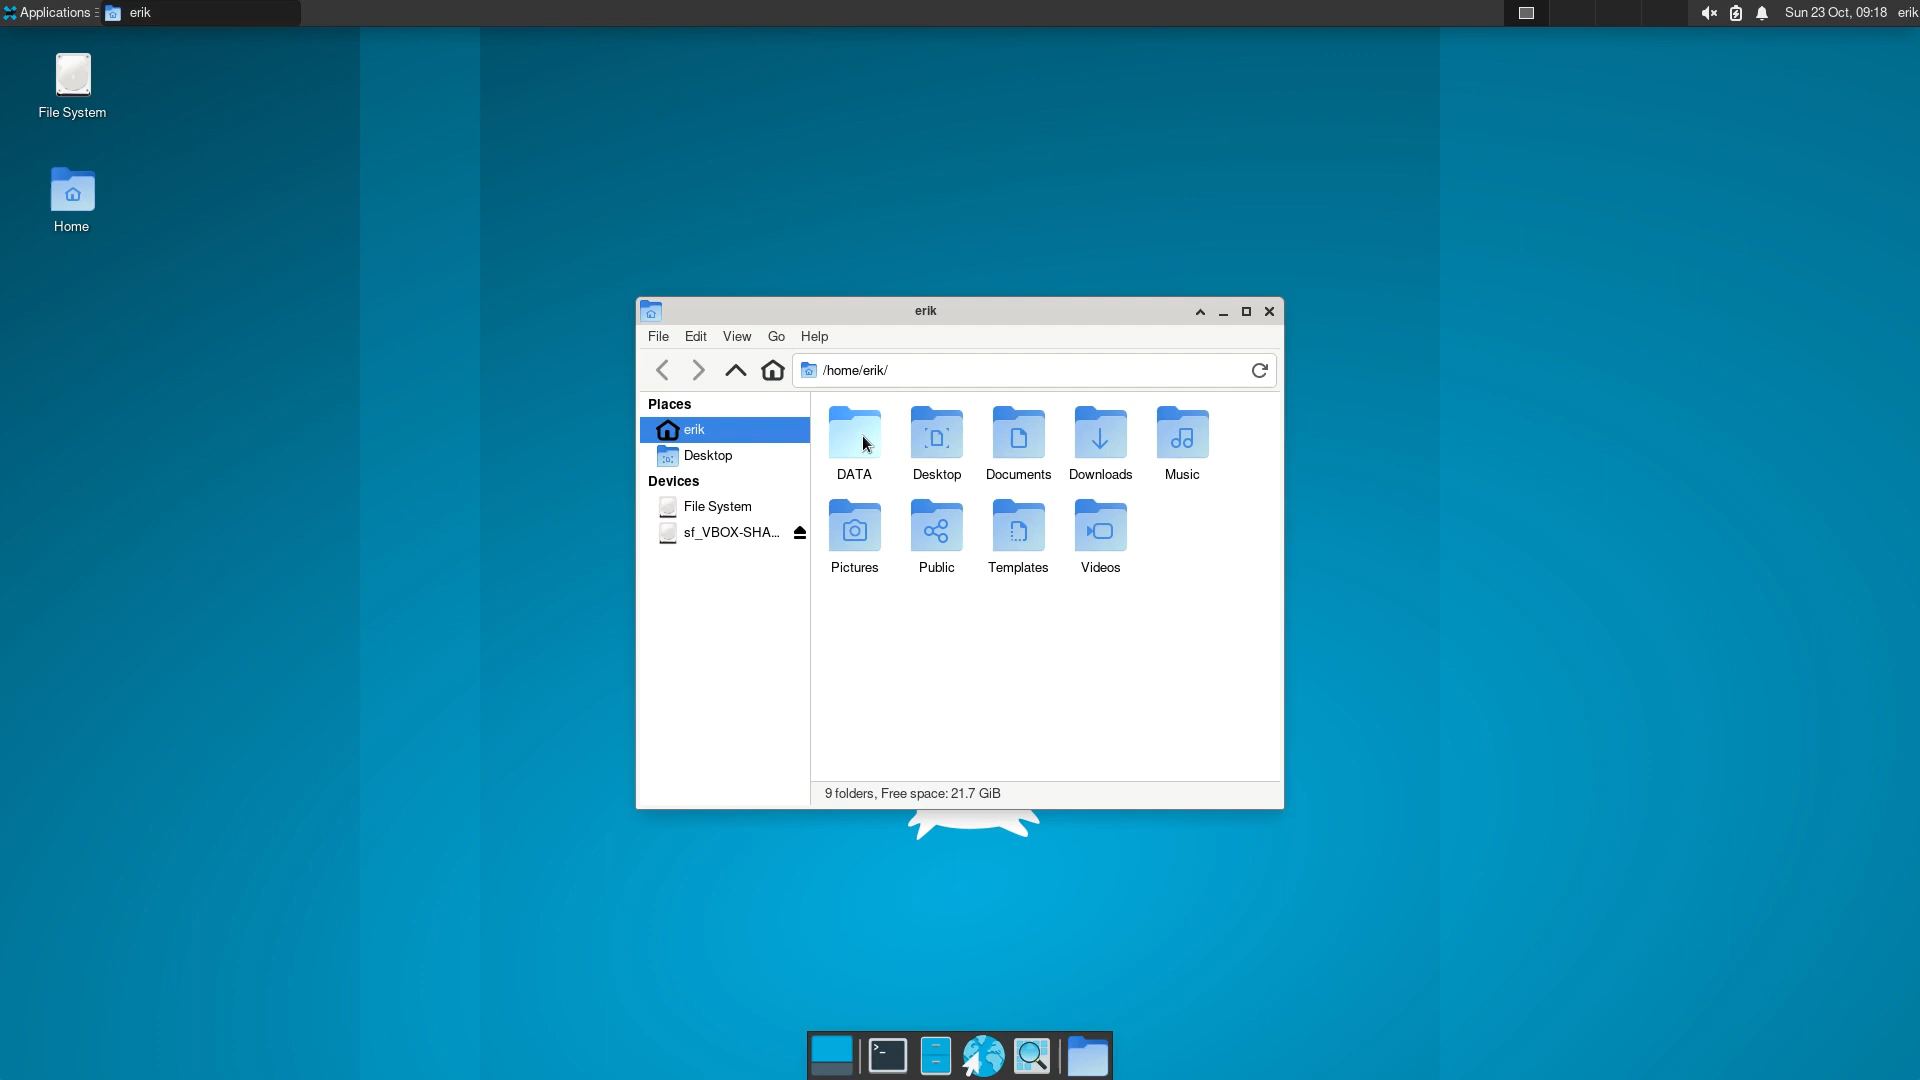 Applications erik Sun 23 Oct, 09:18 erik
File System
Home
erik
File Edit View Go Help
/home/erik/
Places
erik
Desktop
Devices
File System
sf_VBOX-SHA...
DATA Desktop Documents Downloads Music
Pictures Public Templates Videos
9 folders, Free space: 21.7 GiB